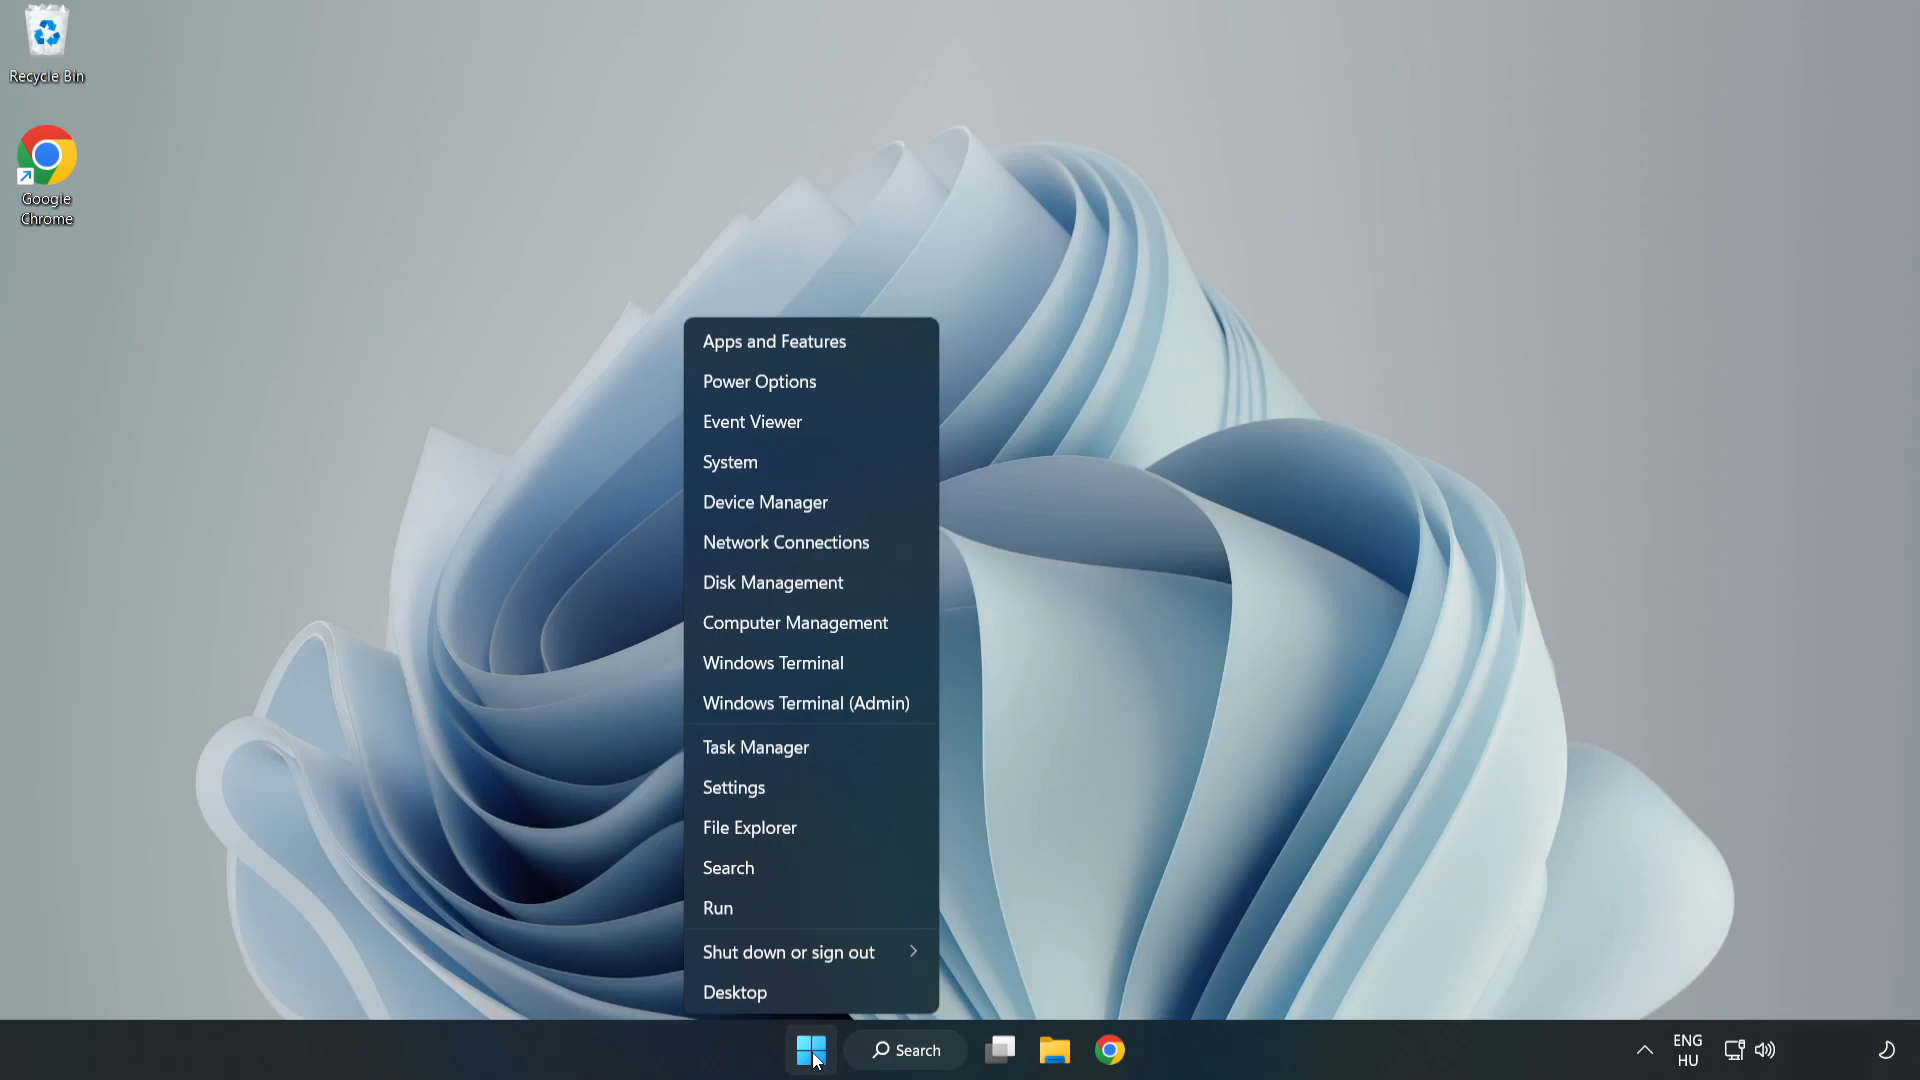 Recycle Bin
Google
Chrome
Apps and Features
Power Options
Event Viewer
System
Device Manager
Network Connections
Disk Management
Computer Management
Windows Terminal
Windows Terminal (Admin)
Task Manager
Settings
File Explorer
Search
Run
Shut down or sign out
Desktop
Search
ENG
HU